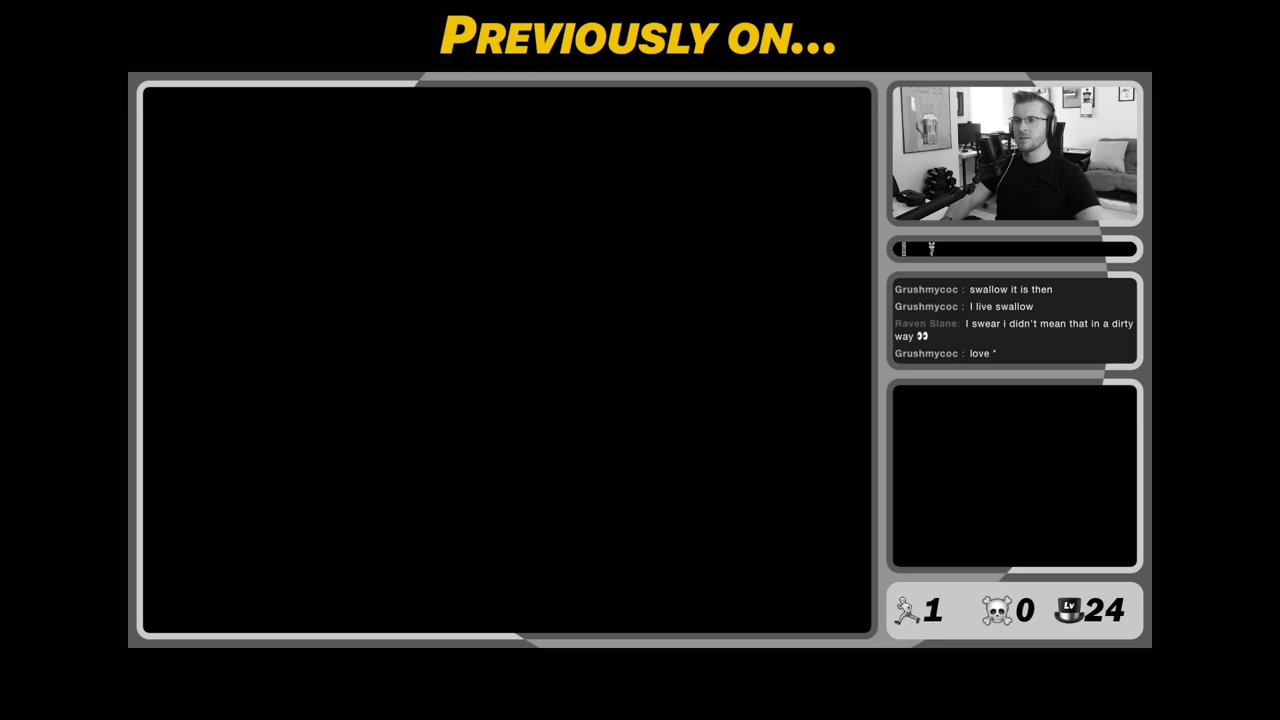 PREVIOUSLY ON...
Grushmycoc : swallow it is then
Grushmycoc : I live swallow
Raven Slane: I swear i didn't mean that in a dirty
way 👀
Grushmycoc : love *
1 0 Lv 24